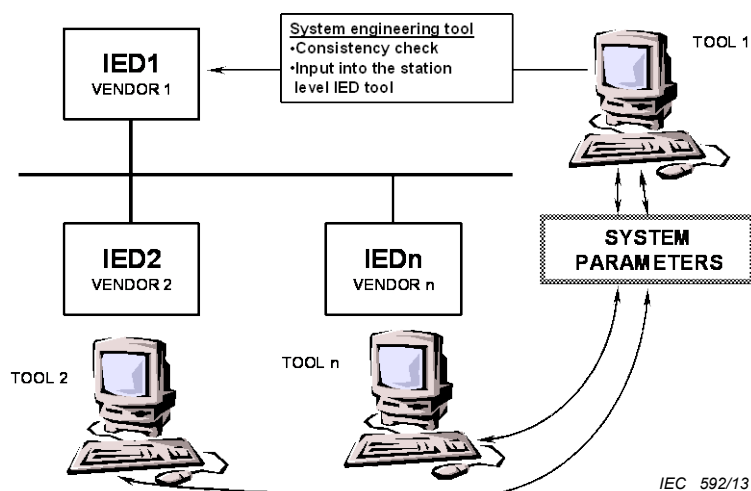 System engineering tool
•Consistency check
•Input into the station
level IED tool
TOOL 1
IED1
VENDOR 1
IED2
VENDOR 2
IEDn
VENDOR n
SYSTEM
PARAMETERS
TOOL 2
TOOL n
IEC 592/13